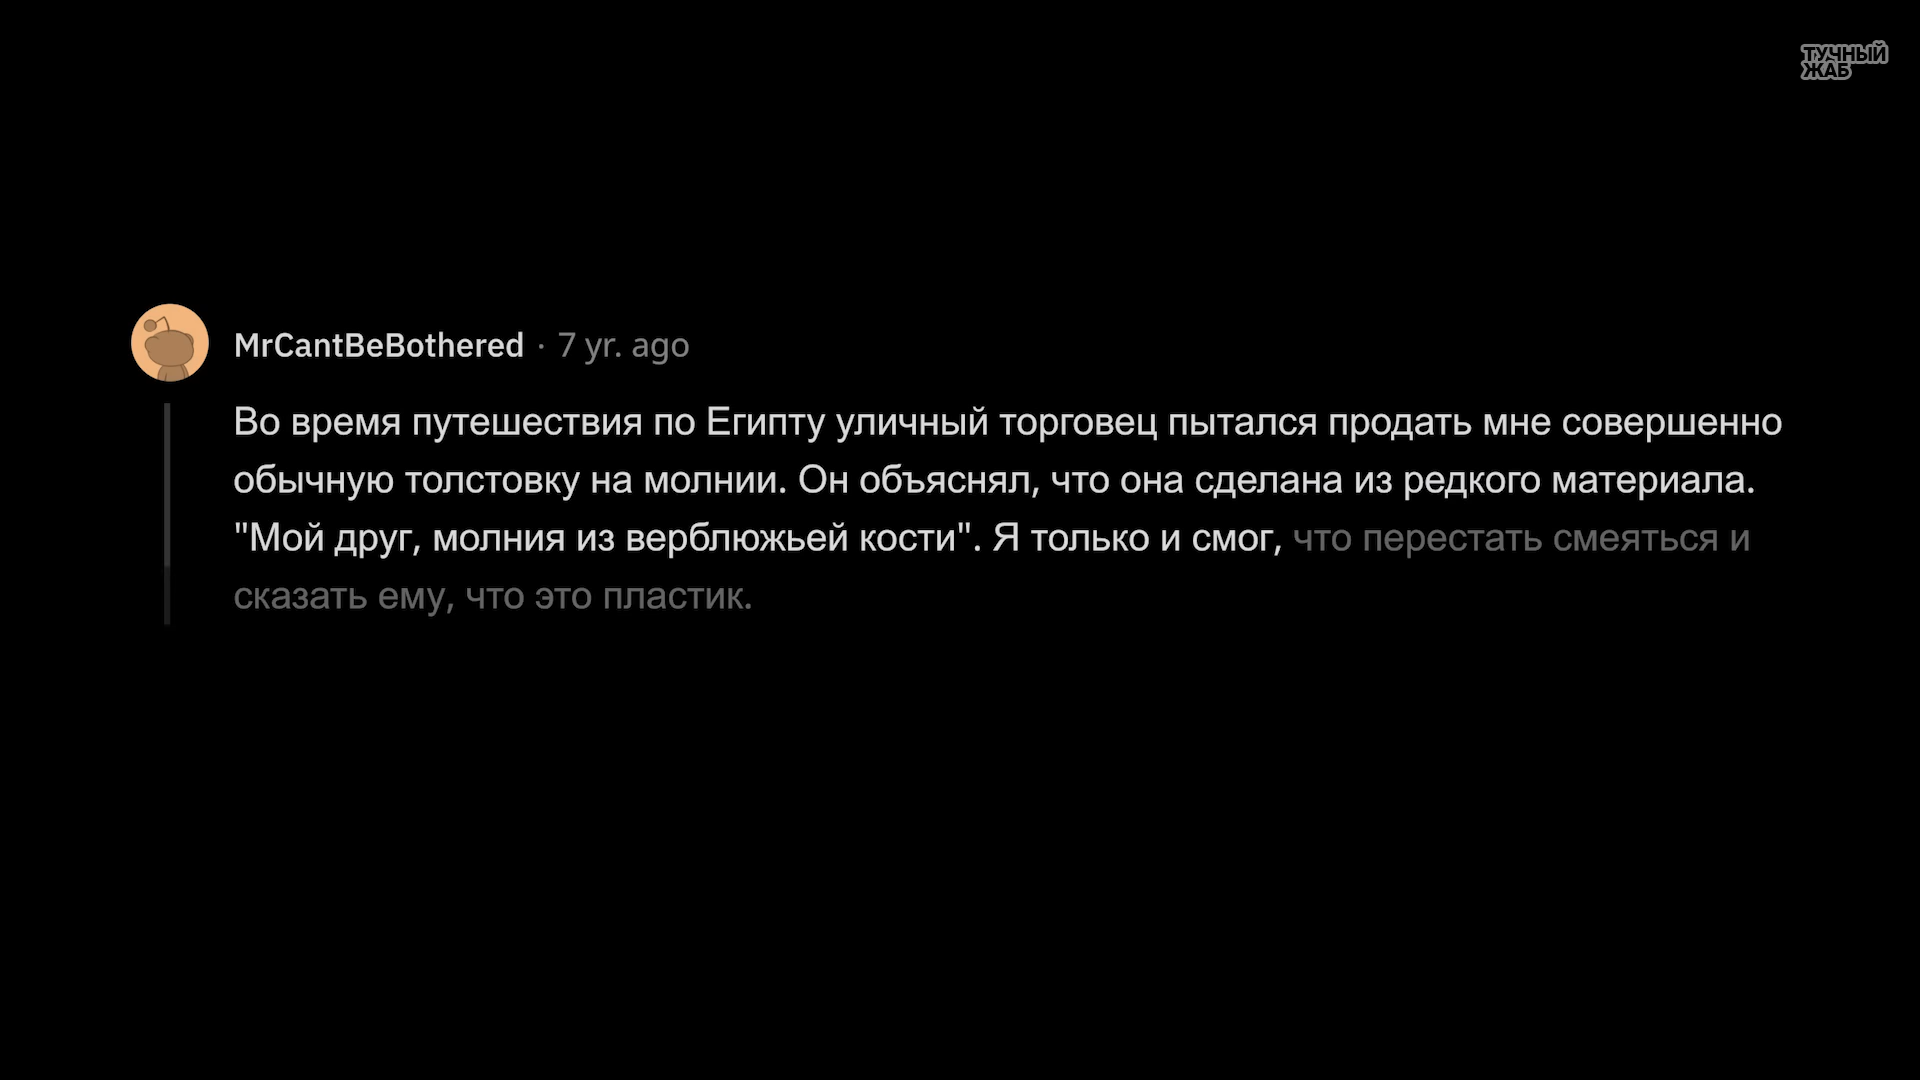 ТУЧНЫЙ
ЖАБ
MrCantBeBothered · 7 yr. ago
Во время путешествия по Египту уличный торговец пытался продать мне совершенно
обычную толстовку на молнии. Он объяснял, что она сделана из редкого материала.
"Мой друг, молния из верблюжьей кости". Я только и смог, что перестать смеяться и
сказать ему, что это пластик.